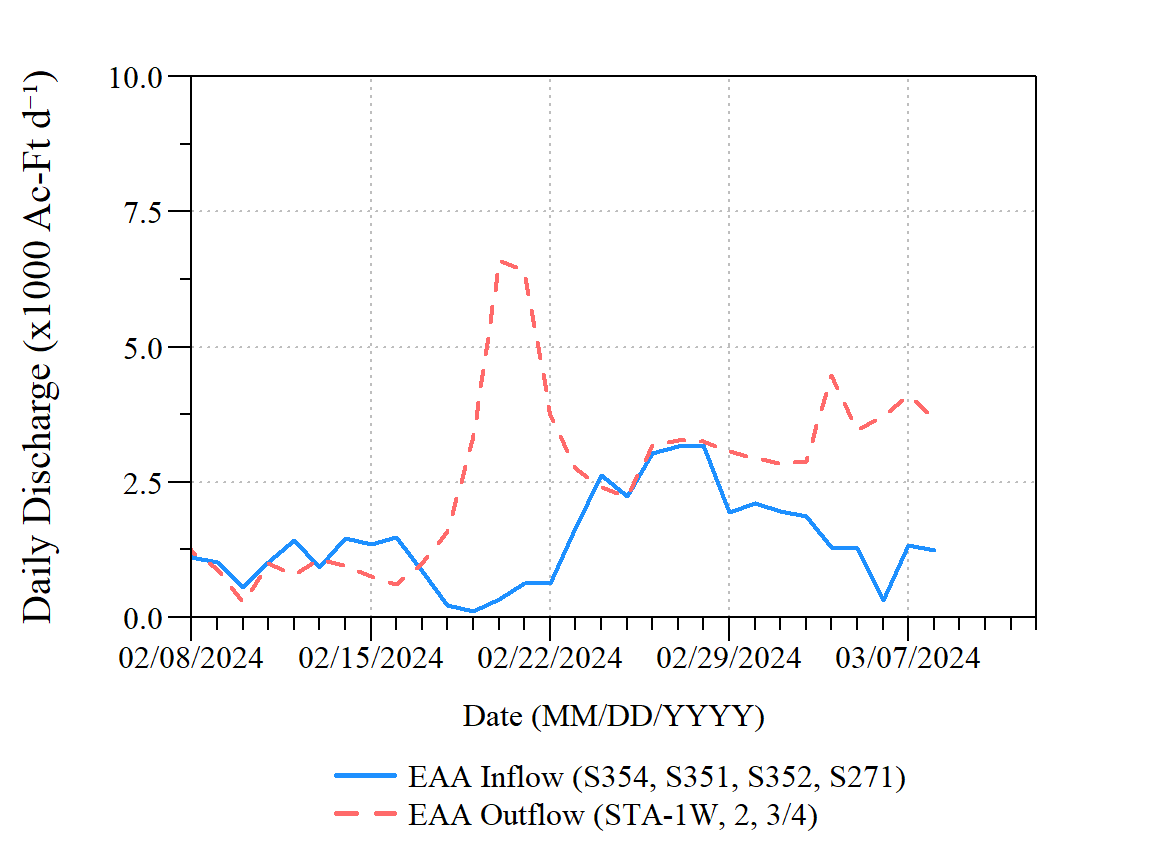 Daily Discharge (x1000 Ac-Ft d⁻¹)
10.0
7.5
5.0
2.5
0.0
02/08/2024 02/15/2024 02/22/2024 02/29/2024 03/07/2024
Date (MM/DD/YYYY)
EAA Inflow (S354, S351, S352, S271)
EAA Outflow (STA-1W, 2, 3/4)